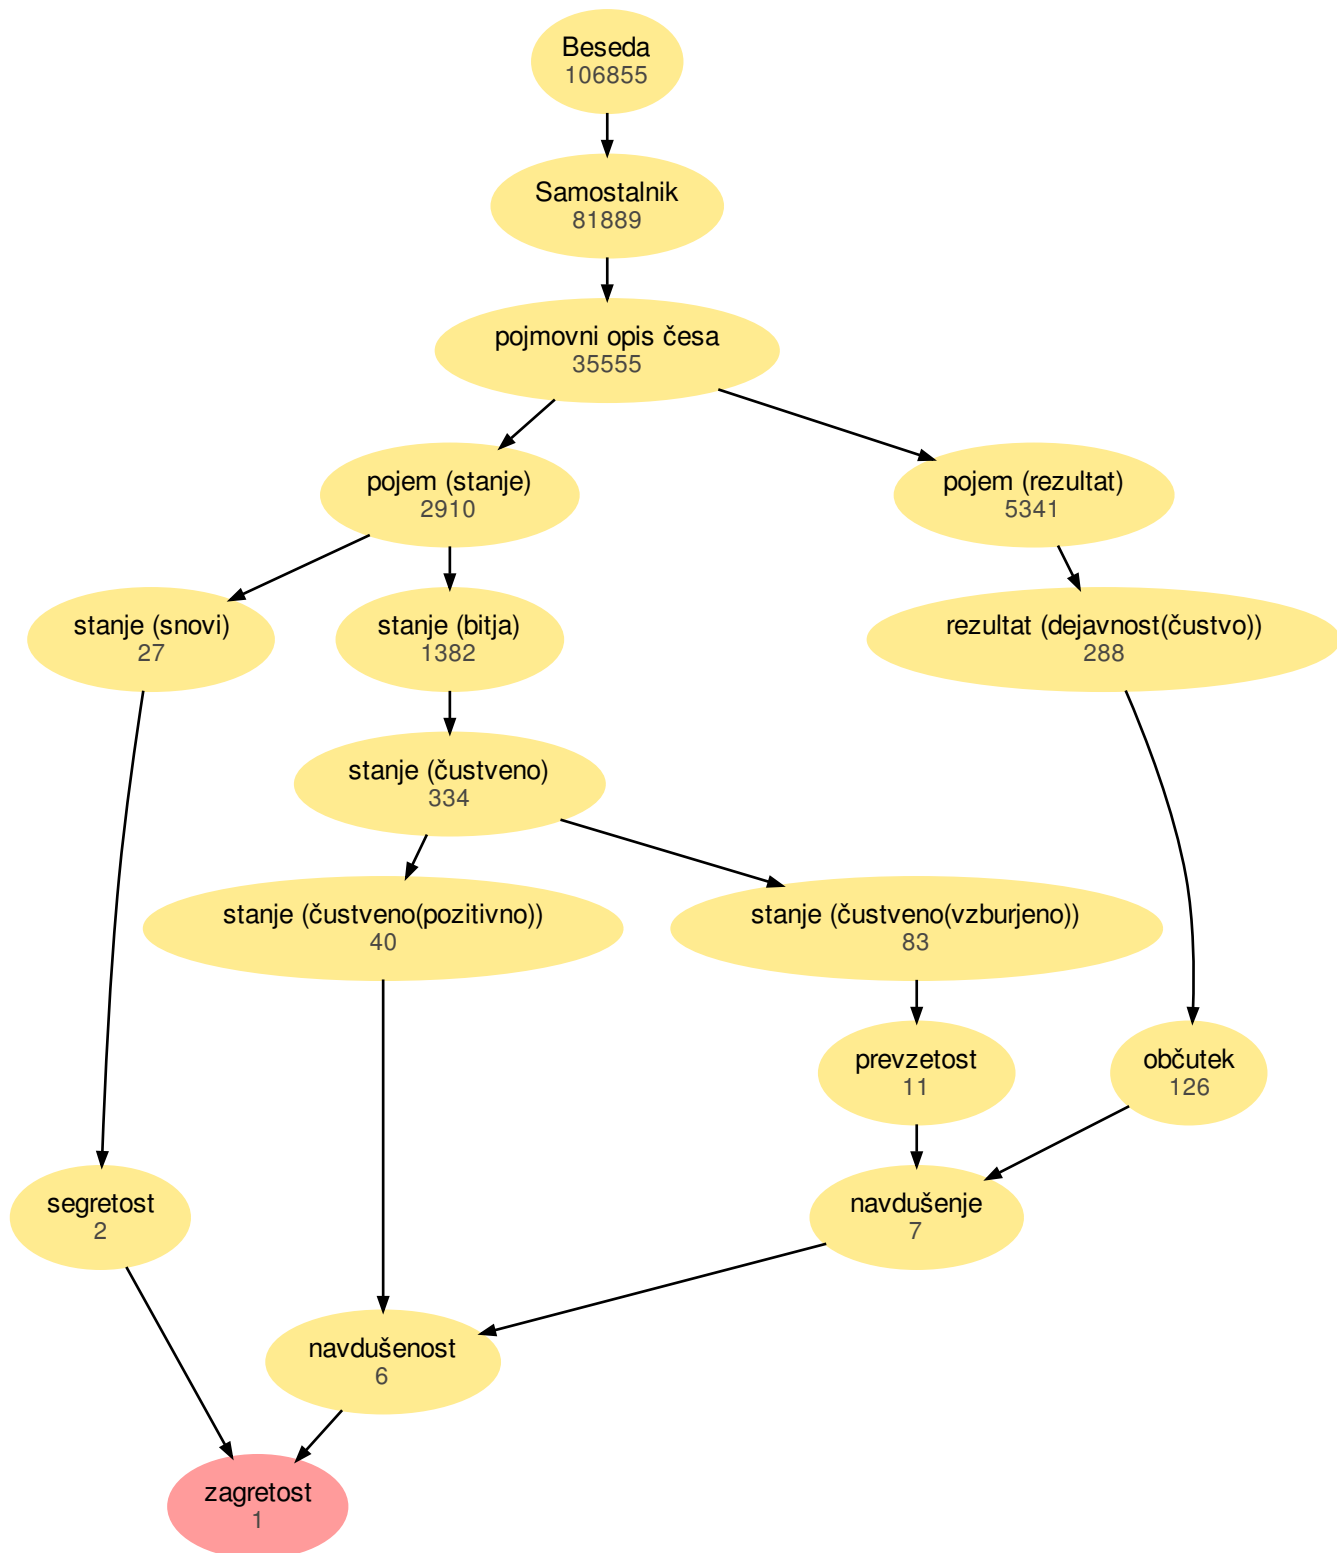 Beseda
106855
Samostalnik
81889
pojmovni opis česa
35555
pojem (stanje)
2910
pojem (rezultat)
5341
stanje (snovi)
27
stanje (bitja)
1382
rezultat (dejavnost(čustvo))
288
stanje (čustveno)
334
stanje (čustveno(pozitivno))
40
stanje (čustveno(vzburjeno))
83
prevzetost
11
občutek
126
segretost
2
navdušenje
7
navdušenost
6
zagretost
1